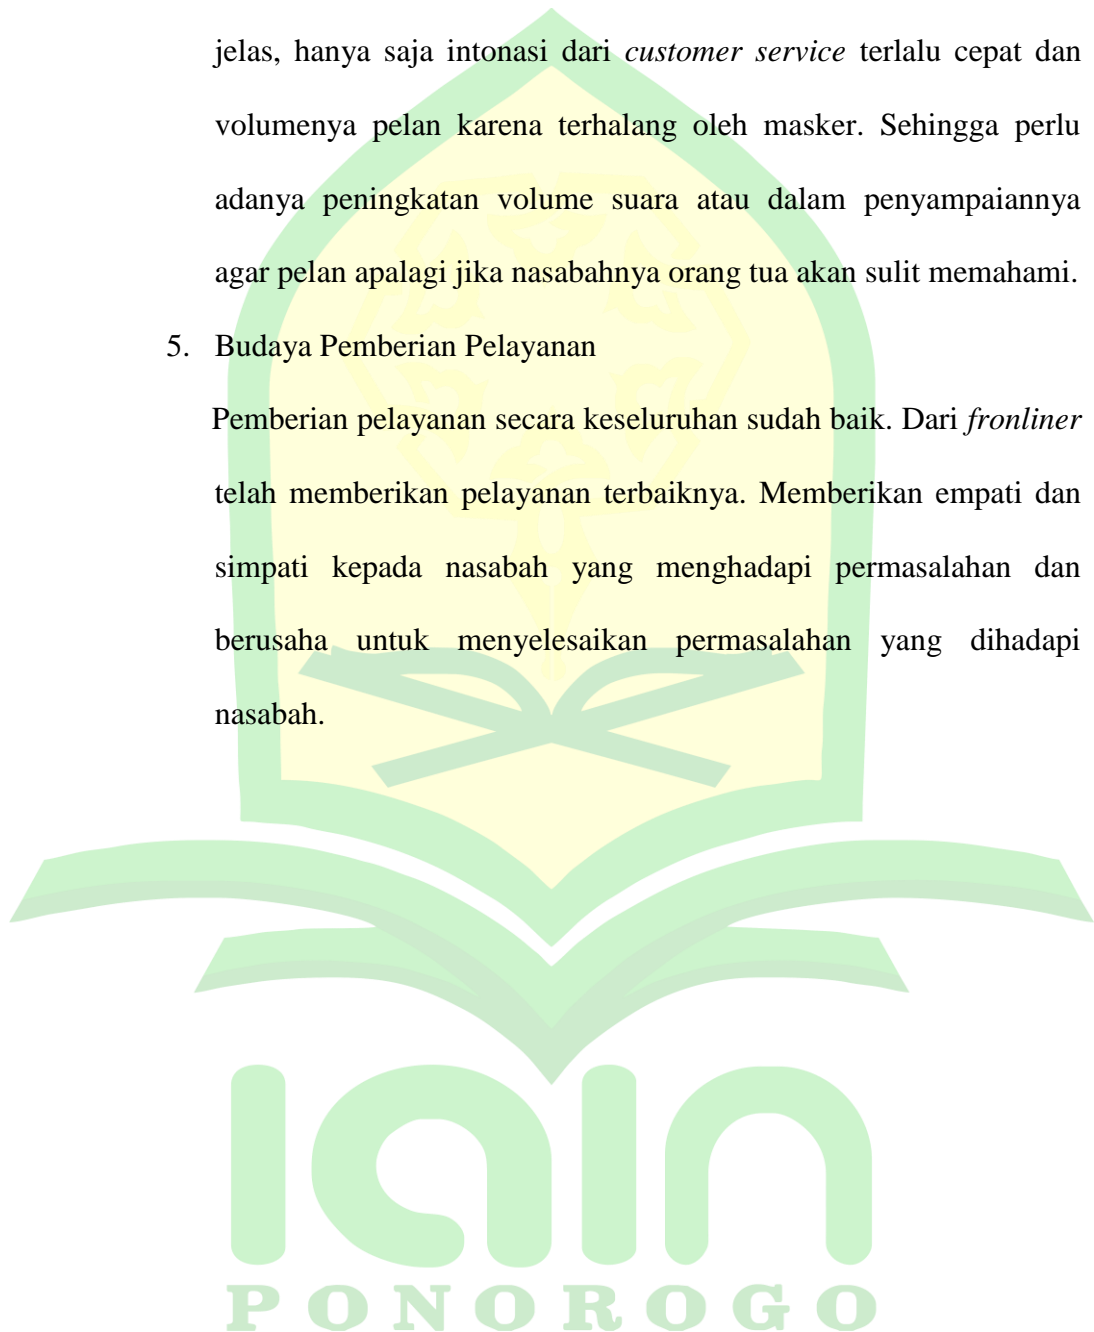 jelas, hanya saja intonasi dari customer service terlalu cepat dan
volumenya pelan karena terhalang oleh masker. Sehingga perlu
adanya peningkatan volume suara atau dalam penyampaiannya
agar pelan apalagi jika nasabahnya orang tua akan sulit memahami.
5. Budaya Pemberian Pelayanan
Pemberian pelayanan secara keseluruhan sudah baik. Dari fronliner
telah memberikan pelayanan terbaiknya. Memberikan empati dan
simpati kepada nasabah yang menghadapi permasalahan dan
berusaha untuk menyelesaikan permasalahan yang dihadapi
nasabah.
iain
PONOROGO